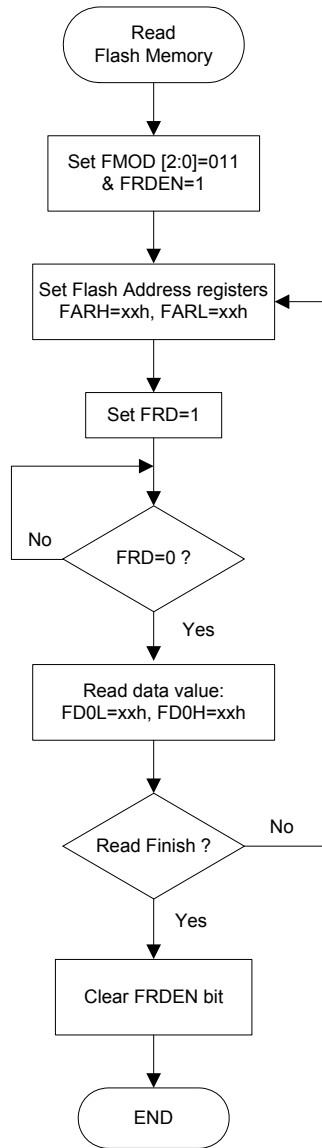 Read
Flash Memory
Set FMOD [2:0]=011
& FRDEN=1
Set Flash Address registers
FARH=xxh, FARL=xxh
Set FRD=1
No
FRD=0 ?
Yes
Read data value:
FD0L=xxh, FD0H=xxh
Read Finish ?
No
Yes
Clear FRDEN bit
END